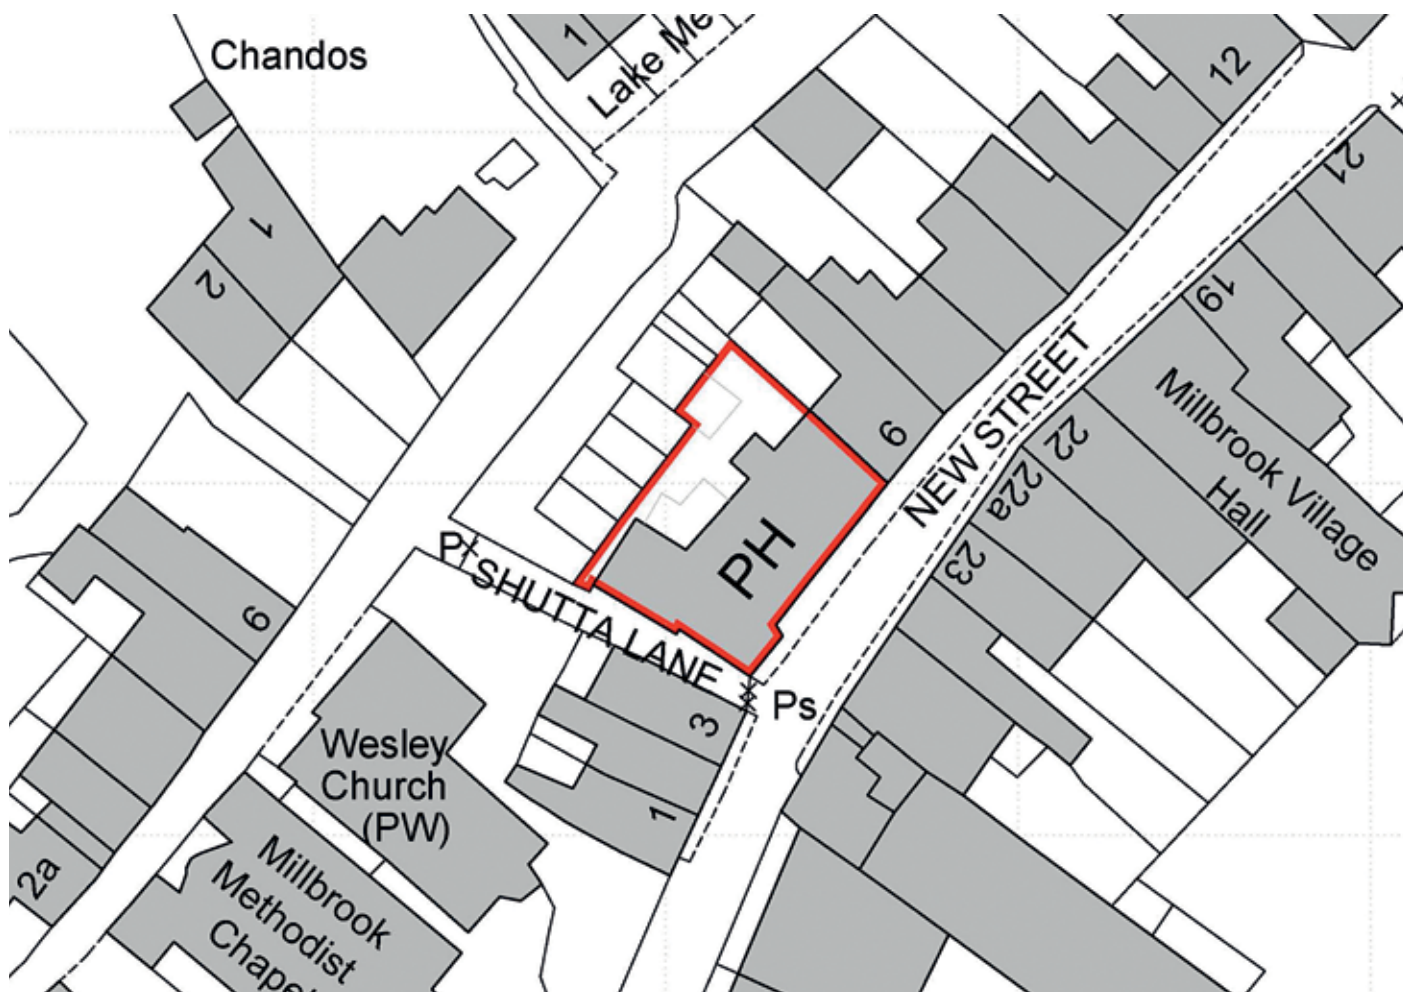 Chandos
1
Lake Me
12
21
1
2
19
9
NEW STREET
22
22a
23
Millbrook Village
Hall
PH
P
SHUTTA LANE
Ps
9
3
1
Wesley
Church
(PW)
2a
Millbrook
Methodist
Chapel